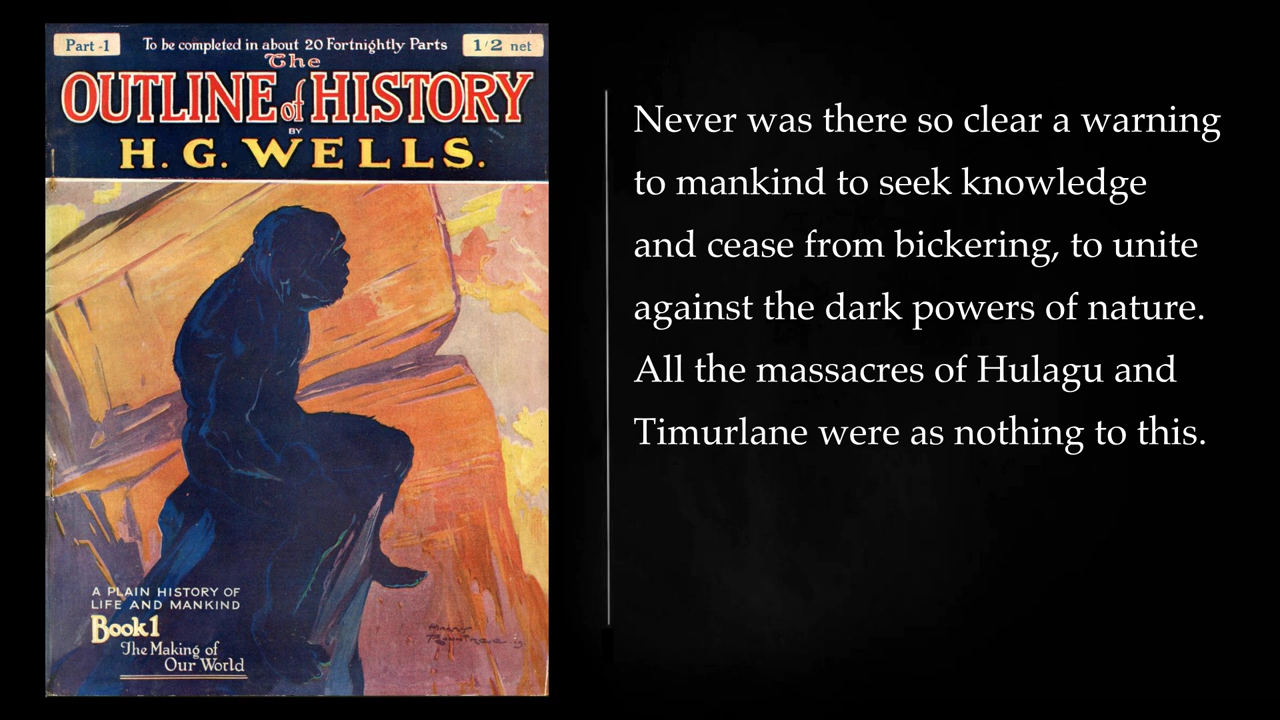 Part -1
To be completed in about 20 Fortnightly Parts
1/2 net
The
OUTLINE of HISTORY
BY
H. G. WELLS.
A PLAIN HISTORY OF
LIFE AND MANKIND
Book 1
The Making of
Our World
Never was there so clear a warning
to mankind to seek knowledge
and cease from bickering, to unite
against the dark powers of nature.
All the massacres of Hulagu and
Timurlane were as nothing to this.